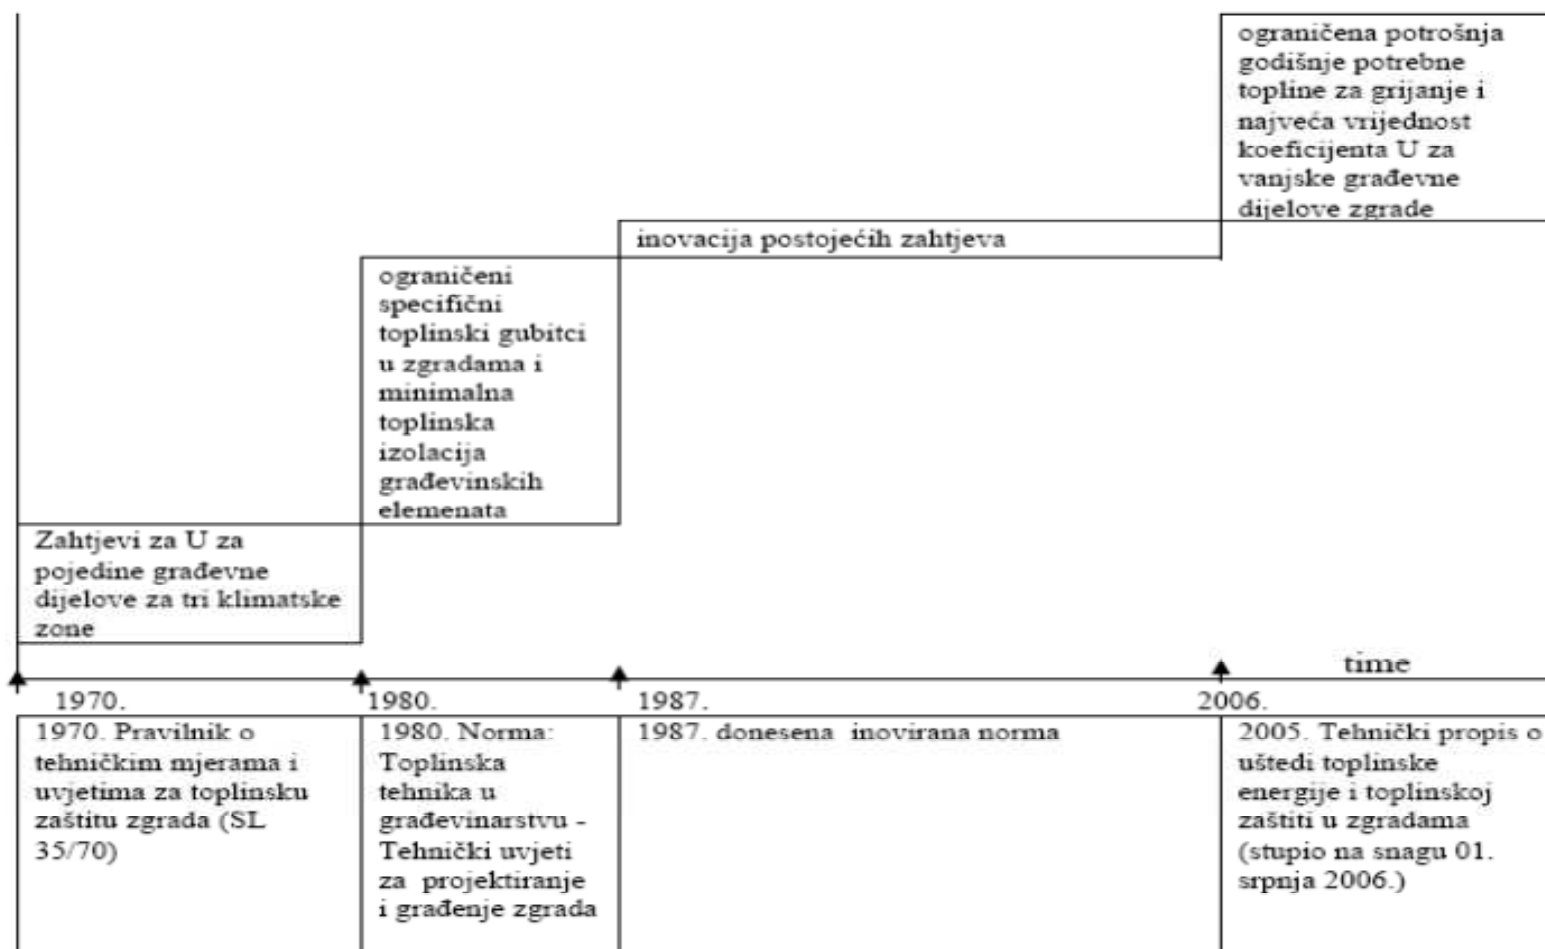 ograničena potrošnja
godišnje potrebne
topline za grijanje i
najveća vrijednost
koeficijenta U za
vanjske građevne
dijelove zgrade
inovacija postojećih zahtjeva
ograničeni
specifični
toplinski gubitci
u zgradama i
minimalna
toplinska
izolacija
građevinskih
elemenata
Zahtjevi za U za
pojedine građevne
dijelove za tri klimatske
zone
time
1970.
1980.
1987.
2006.
1970. Pravilnik o
tehničkim mjerama i
uvjetima za toplinsku
zaštitu zgrada (SL
35/70)
1980. Norma:
Toplinska
tehnika u
građevinarstvu -
Tehnički uvjeti
za projektiranje
i građenje zgrada
1987. donesena inovirana norma
2005. Tehnički propis o
uštedi toplinske
energije i toplinskoj
zaštiti u zgradama
(stupio na snagu 01.
srpnja 2006.)